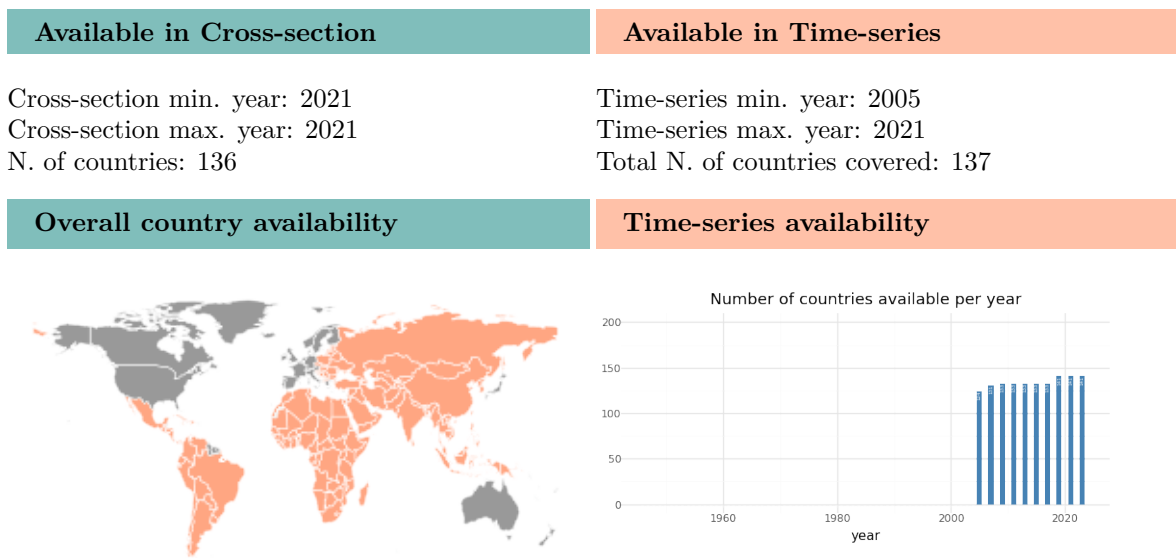 Available in Cross-section
Available in Time-series
Cross-section min. year: 2021
Cross-section max. year: 2021
N. of countries: 136
Time-series min. year: 2005
Time-series max. year: 2021
Total N. of countries covered: 137
Overall country availability
Time-series availability
Number of countries available per year
200
150
100
50
0
1960
1980
2000
2020
year